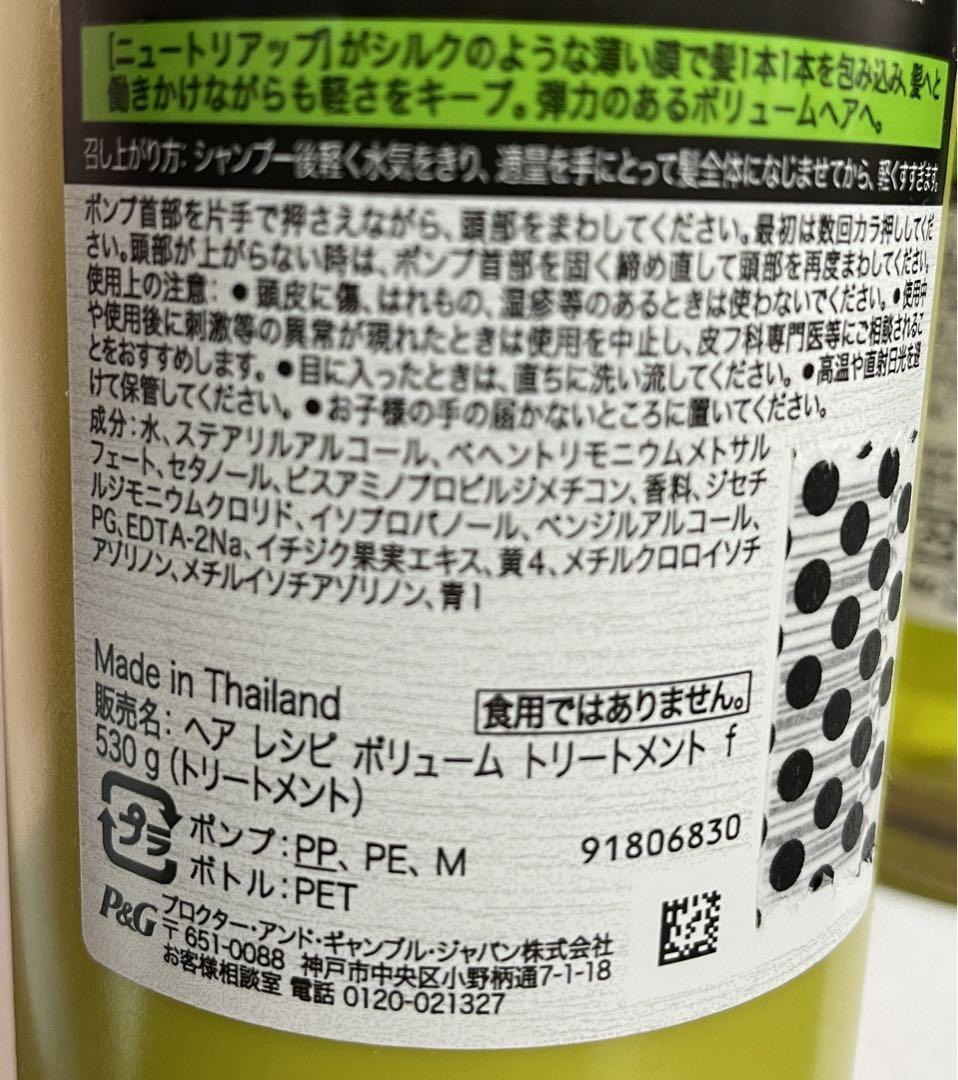 [ニュートリアップ]がシルクのような薄い膜で髪1本1本を包み込み、髪へと
働きかけながらも軽さをキープ。弾力のあるボリュームヘアへ。
召し上がり方: シャンプー後軽く水気をきり、適量を手にとって髪全体になじませてから、軽くすすぎます。
ポンプ首部を片手で押さえながら、頭部をまわしてください。最初は数回カラ押ししてくだ
さい。頭部が上がらない時は、ポンプ首部を固く締め直して頭部を再度まわしてください。
使用上の注意: ●頭皮に傷、はれもの、湿疹等のあるときは使わないでください。●使用中
や使用後に刺激等の異常が現れたときは使用を中止し、皮フ科専門医等にご相談されるこ
とをおすすめします。●目に入ったときは、直ちに洗い流してください。●高温や直射日光を避
けて保管してください。●お子様の手の届かないところに置いてください。
成分: 水、ステアリルアルコール、ベヘントリモニウムメトサル
フェート、セタノール、ビスアミノプロピルジメチコン、香料、ジセチ
ルジモニウムクロリド、イソプロパノール、ベンジルアルコール、
PG、EDTA-2Na、イチジク果実エキス、黄4、メチルクロロイソチ
アゾリノン、メチルイソチアゾリノン、青1
Made in Thailand
食用ではありません。
販売名: ヘア レシピ ボリューム トリートメント f
530 g (トリートメント)
プラ
ポンプ: PP、PE、M
91806830
ボトル: PET
P&G
プロクター・アンド・ギャンブル・ジャパン株式会社
〒651-0088 神戸市中央区小野柄通7-1-18
お客様相談室 電話 0120-021327